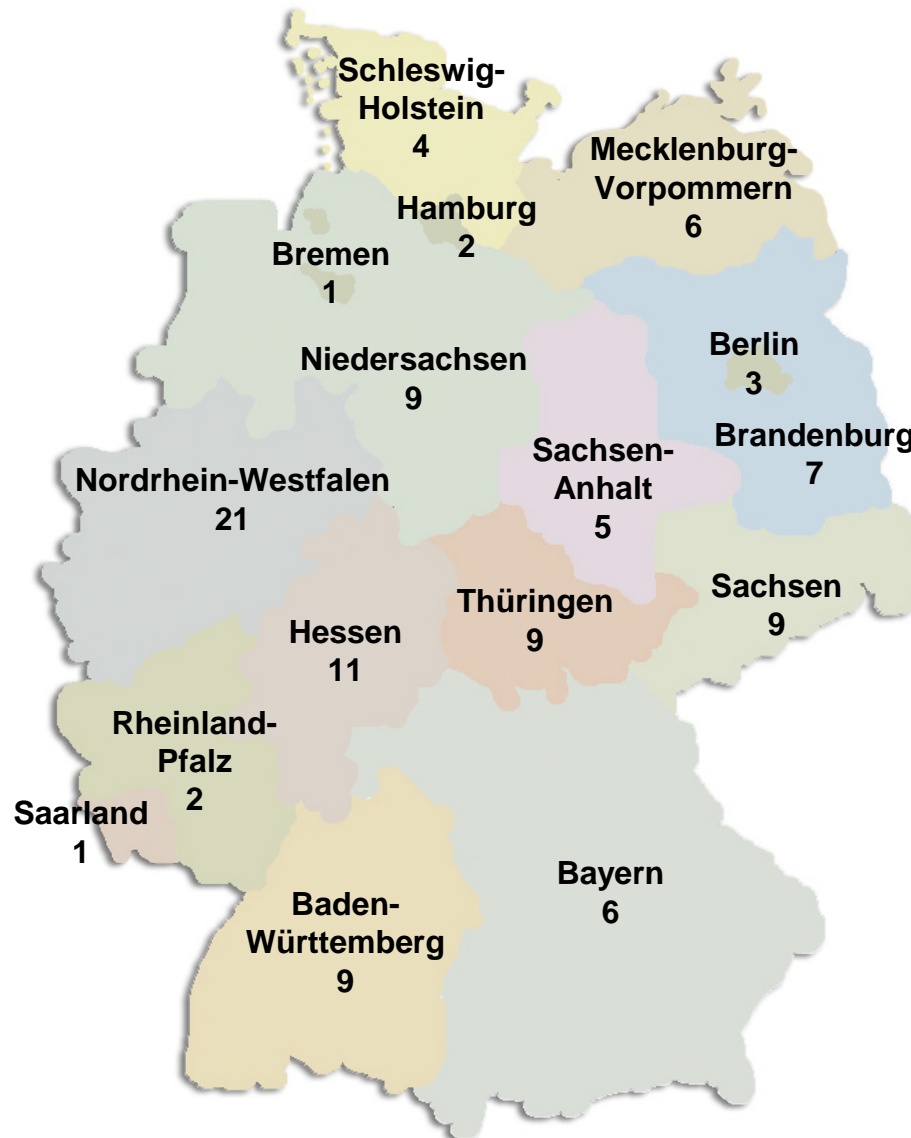 Schleswig-
Holstein
4
Mecklenburg-
Vorpommern
6
Hamburg
2
Bremen
1
Niedersachsen
9
Berlin
3
Brandenburg
7
Sachsen-
Anhalt
5
Nordrhein-Westfalen
21
Sachsen
9
Thüringen
9
Hessen
11
Rheinland-
Pfalz
2
Saarland
1
Bayern
6
Baden-
Württemberg
9